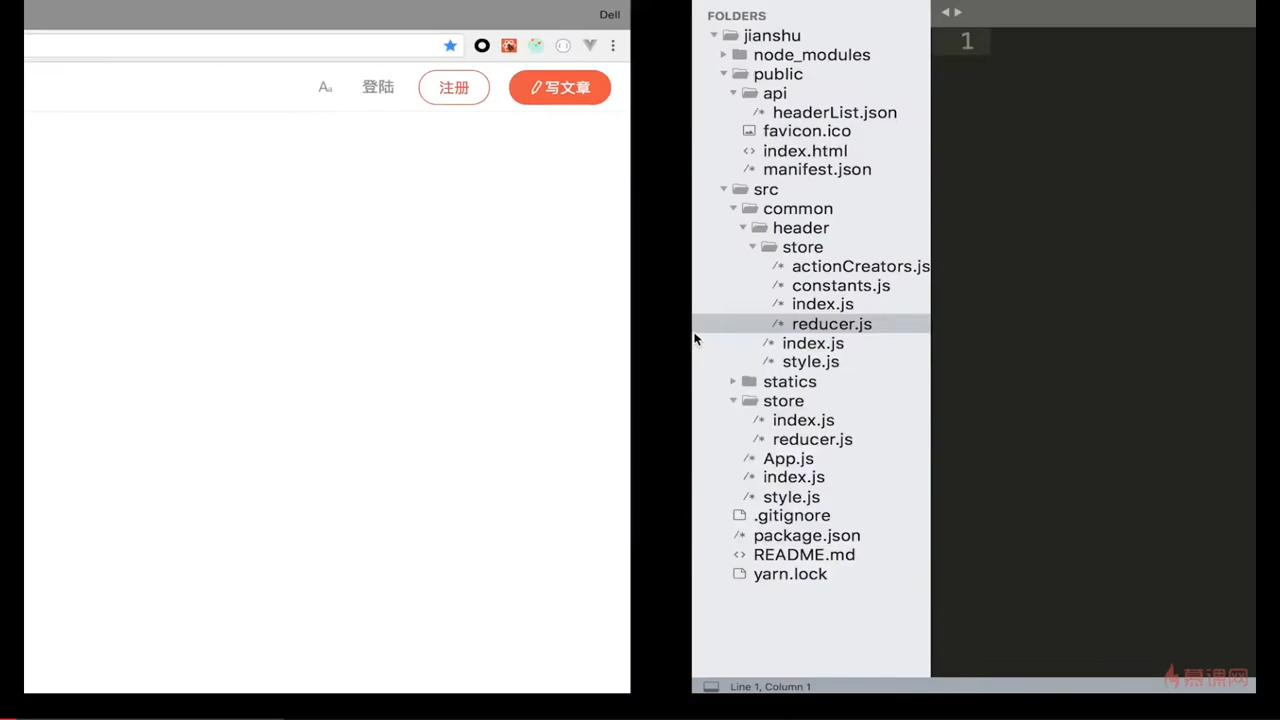 Dell
Aa
登陆
注册
写文章
FOLDERS
jianshu
node_modules
public
api
headerList.json
favicon.ico
index.html
manifest.json
src
common
header
store
actionCreators.js
constants.js
index.js
reducer.js
index.js
style.js
statics
store
index.js
reducer.js
App.js
index.js
style.js
.gitignore
package.json
README.md
yarn.lock
1
慕课网
Line 1, Column 1